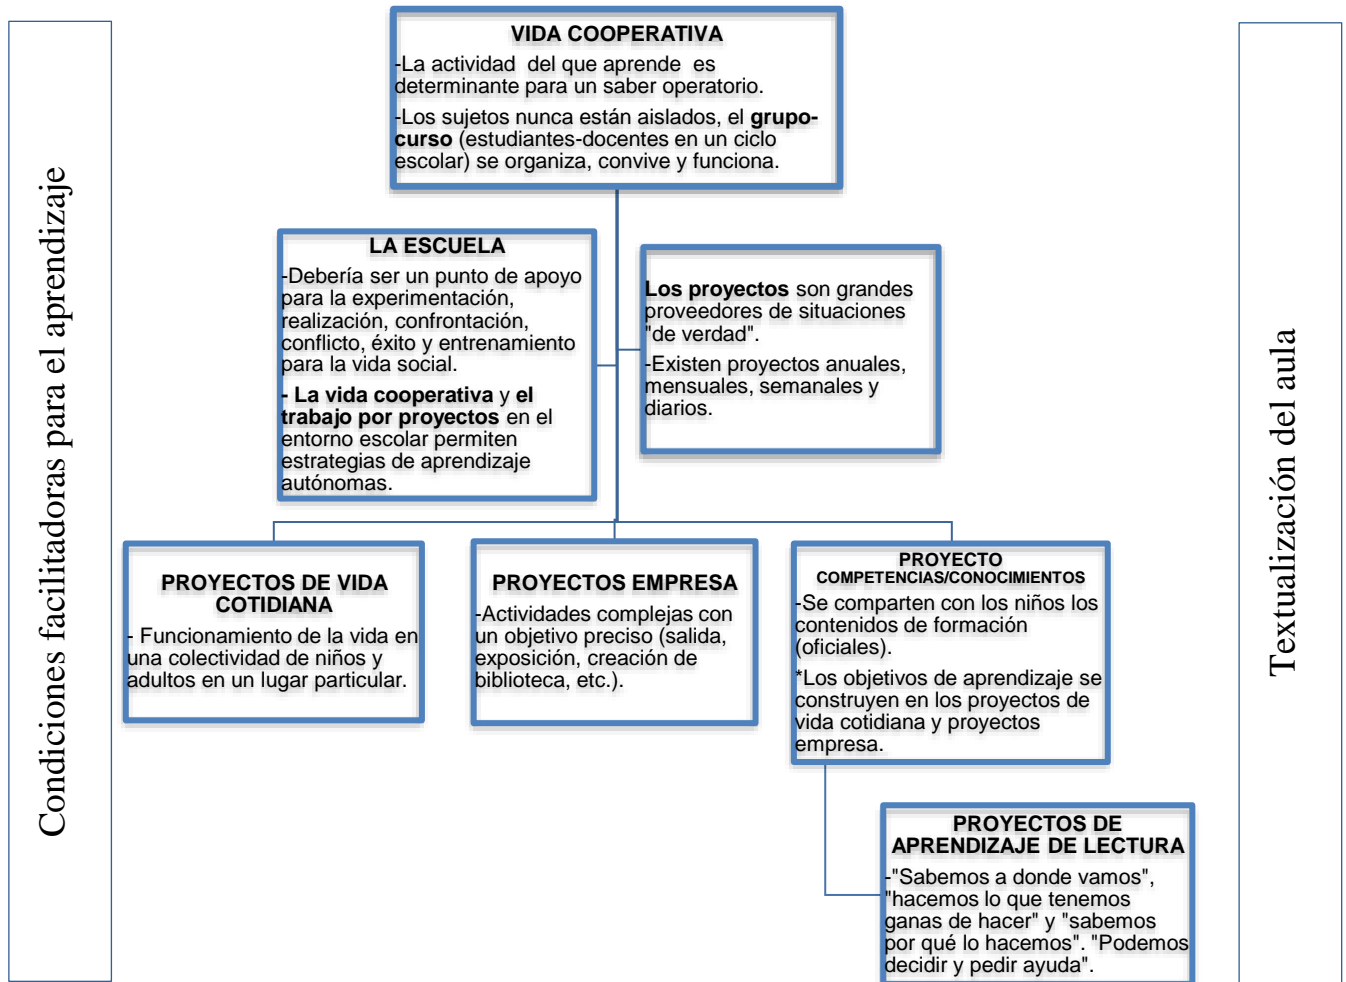 Condiciones facilitadoras para el aprendizaje
VIDA COOPERATIVA
-La actividad del que aprende es
determinante para un saber operatorio.
-Los sujetos nunca están aislados, el grupo-
curso (estudiantes-docentes en un ciclo
escolar) se organiza, convive y funciona.
LA ESCUELA
-Debería ser un punto de apoyo
para la experimentación,
realización, confrontación,
conflicto, éxito y entrenamiento
para la vida social.
- La vida cooperativa y el
trabajo por proyectos en el
entorno escolar permiten
estrategias de aprendizaje
autónomas.
Los proyectos son grandes
proveedores de situaciones
"de verdad".
-Existen proyectos anuales,
mensuales, semanales y
diarios.
PROYECTOS DE VIDA
COTIDIANA
- Funcionamiento de la vida en
una colectividad de niños y
adultos en un lugar particular.
PROYECTOS EMPRESA
-Actividades complejas con
un objetivo preciso (salida,
exposición, creación de
biblioteca, etc.).
PROYECTO
COMPETENCIAS/CONOCIMIENTOS
-Se comparten con los niños los
contenidos de formación
(oficiales).
*Los objetivos de aprendizaje se
construyen en los proyectos de
vida cotidiana y proyectos
empresa.
PROYECTOS DE
APRENDIZAJE DE LECTURA
-"Sabemos a donde vamos",
"hacemos lo que tenemos
ganas de hacer" y "sabemos
por qué lo hacemos". "Podemos
decidir y pedir ayuda".
Textualización del aula